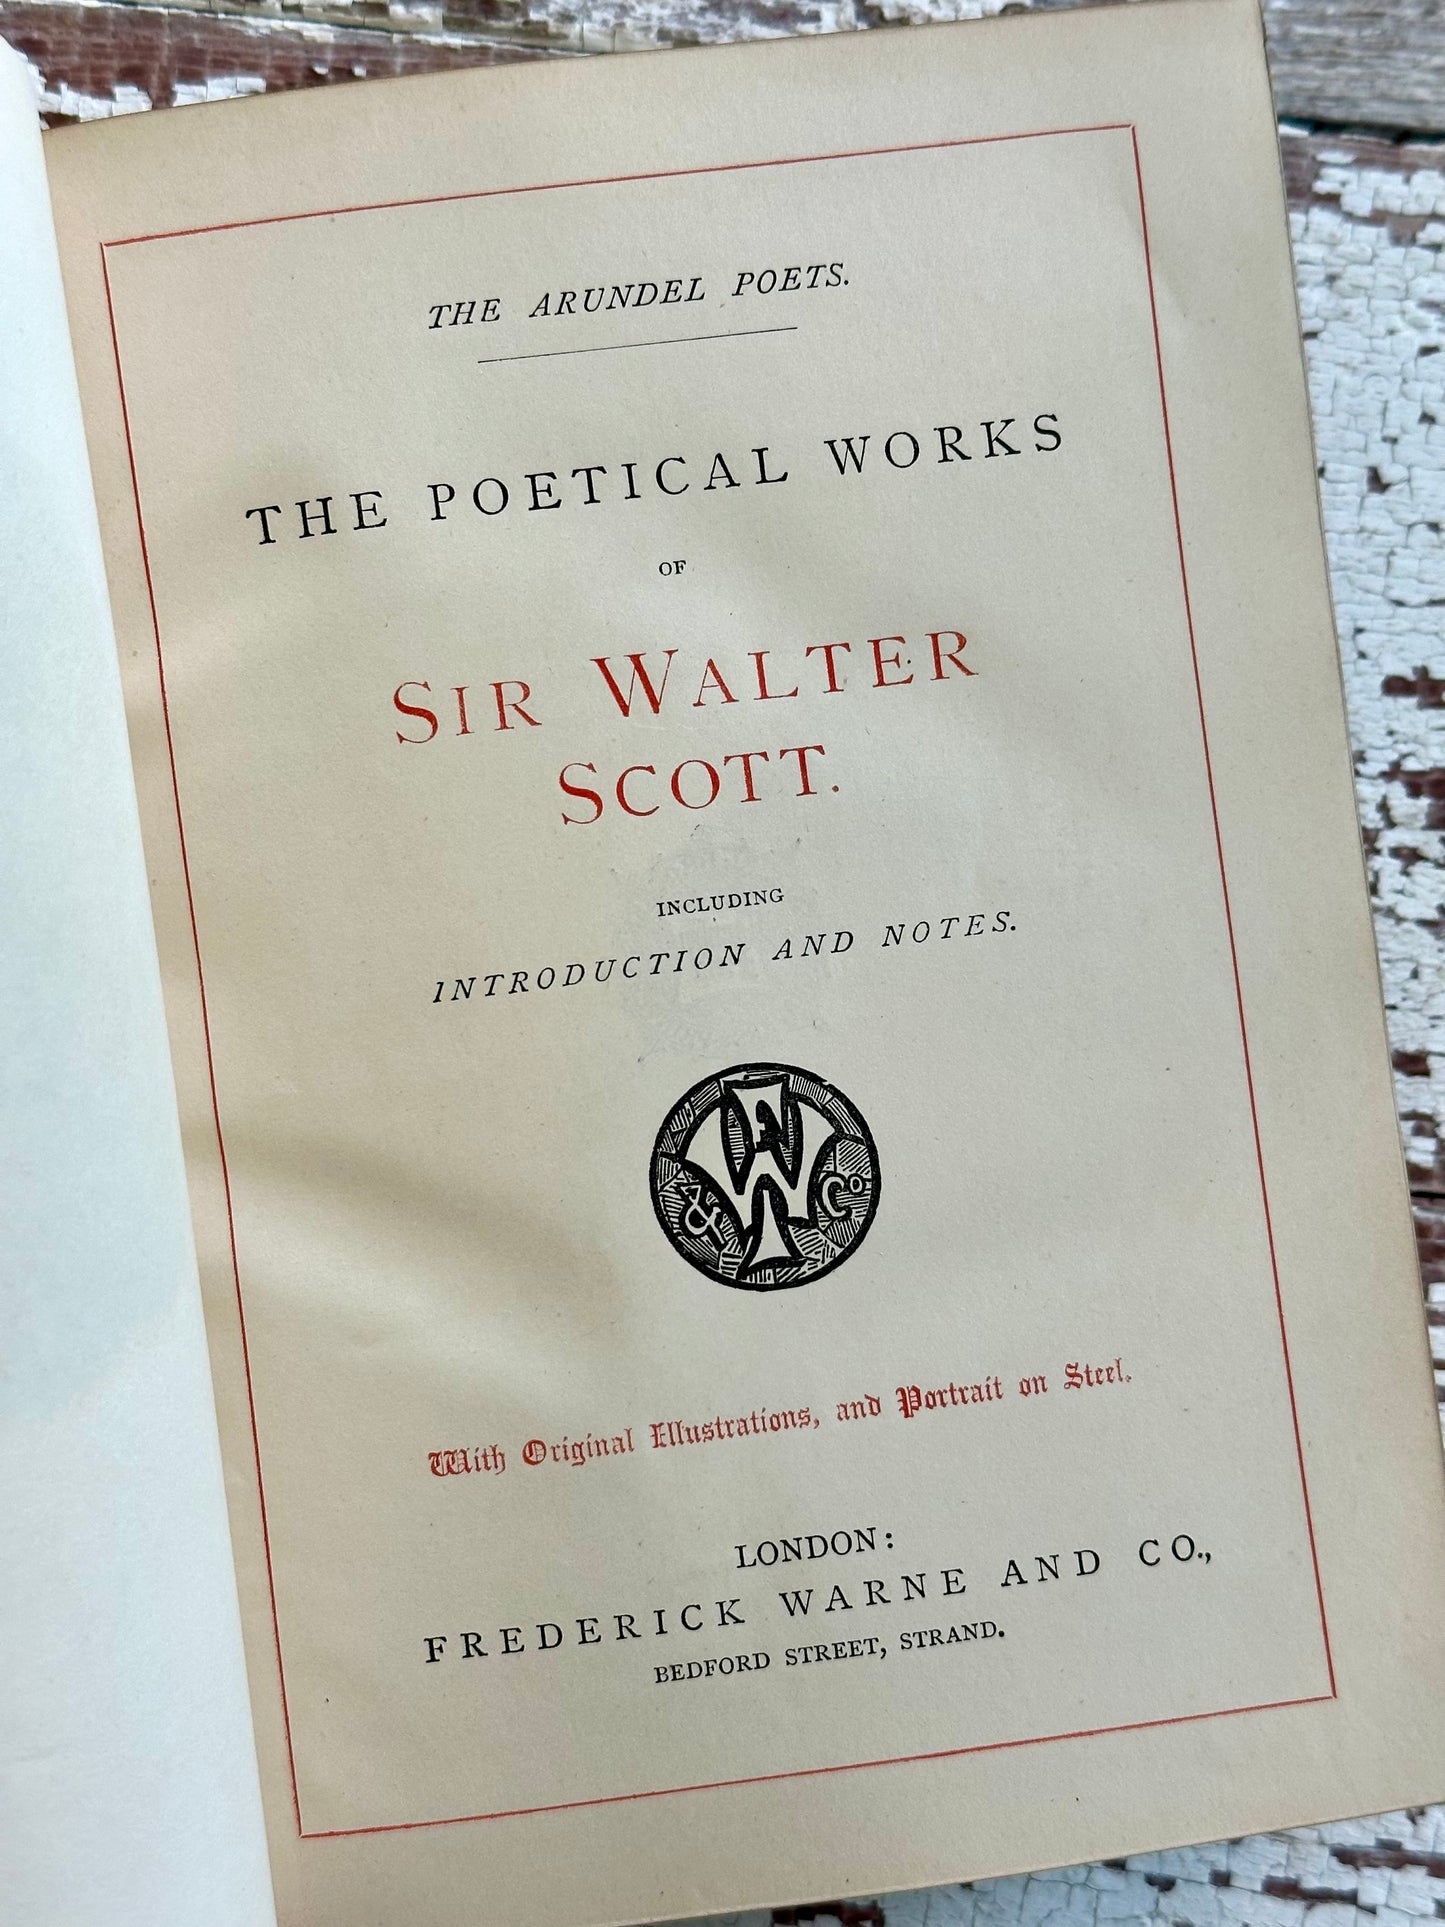 THE ARUNDEL POETS.
THE POETICAL WORKS
OF
SIR WALTER
SCOTT.
INCLUDING
INTRODUCTION AND NOTES.
F
W
& Co
With Original Illustrations, and Portrait on Steel.
LONDON:
FREDERICK WARNE AND CO.,
BEDFORD STREET, STRAND.